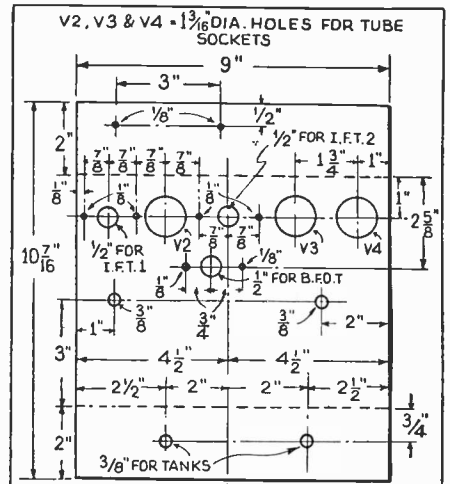 V2, V3 & V4 = 1 3/16" DIA. HOLES FOR TUBE
SOCKETS
9"
3"
1/8"
1/2"
2"
1/2" FOR I.F.T.2
7/8" 7/8" 7/8" 7/8"
1 3/4" 1"
1/8" 1/8" 1/8"
1"
2 5/8"
10 7/16"
1/2" FOR
I.F.T.1
V2
7/8" 7/8"
V3
V4
1/8"
1/8" 7/8" 1/2" FOR B.F.O.T
3/4"
3/8"
3/8"
1"
2"
3"
4 1/2" 4 1/2"
2 1/2" 2" 2" 2 1/2"
2"
3/4"
3/8" FOR TANKS